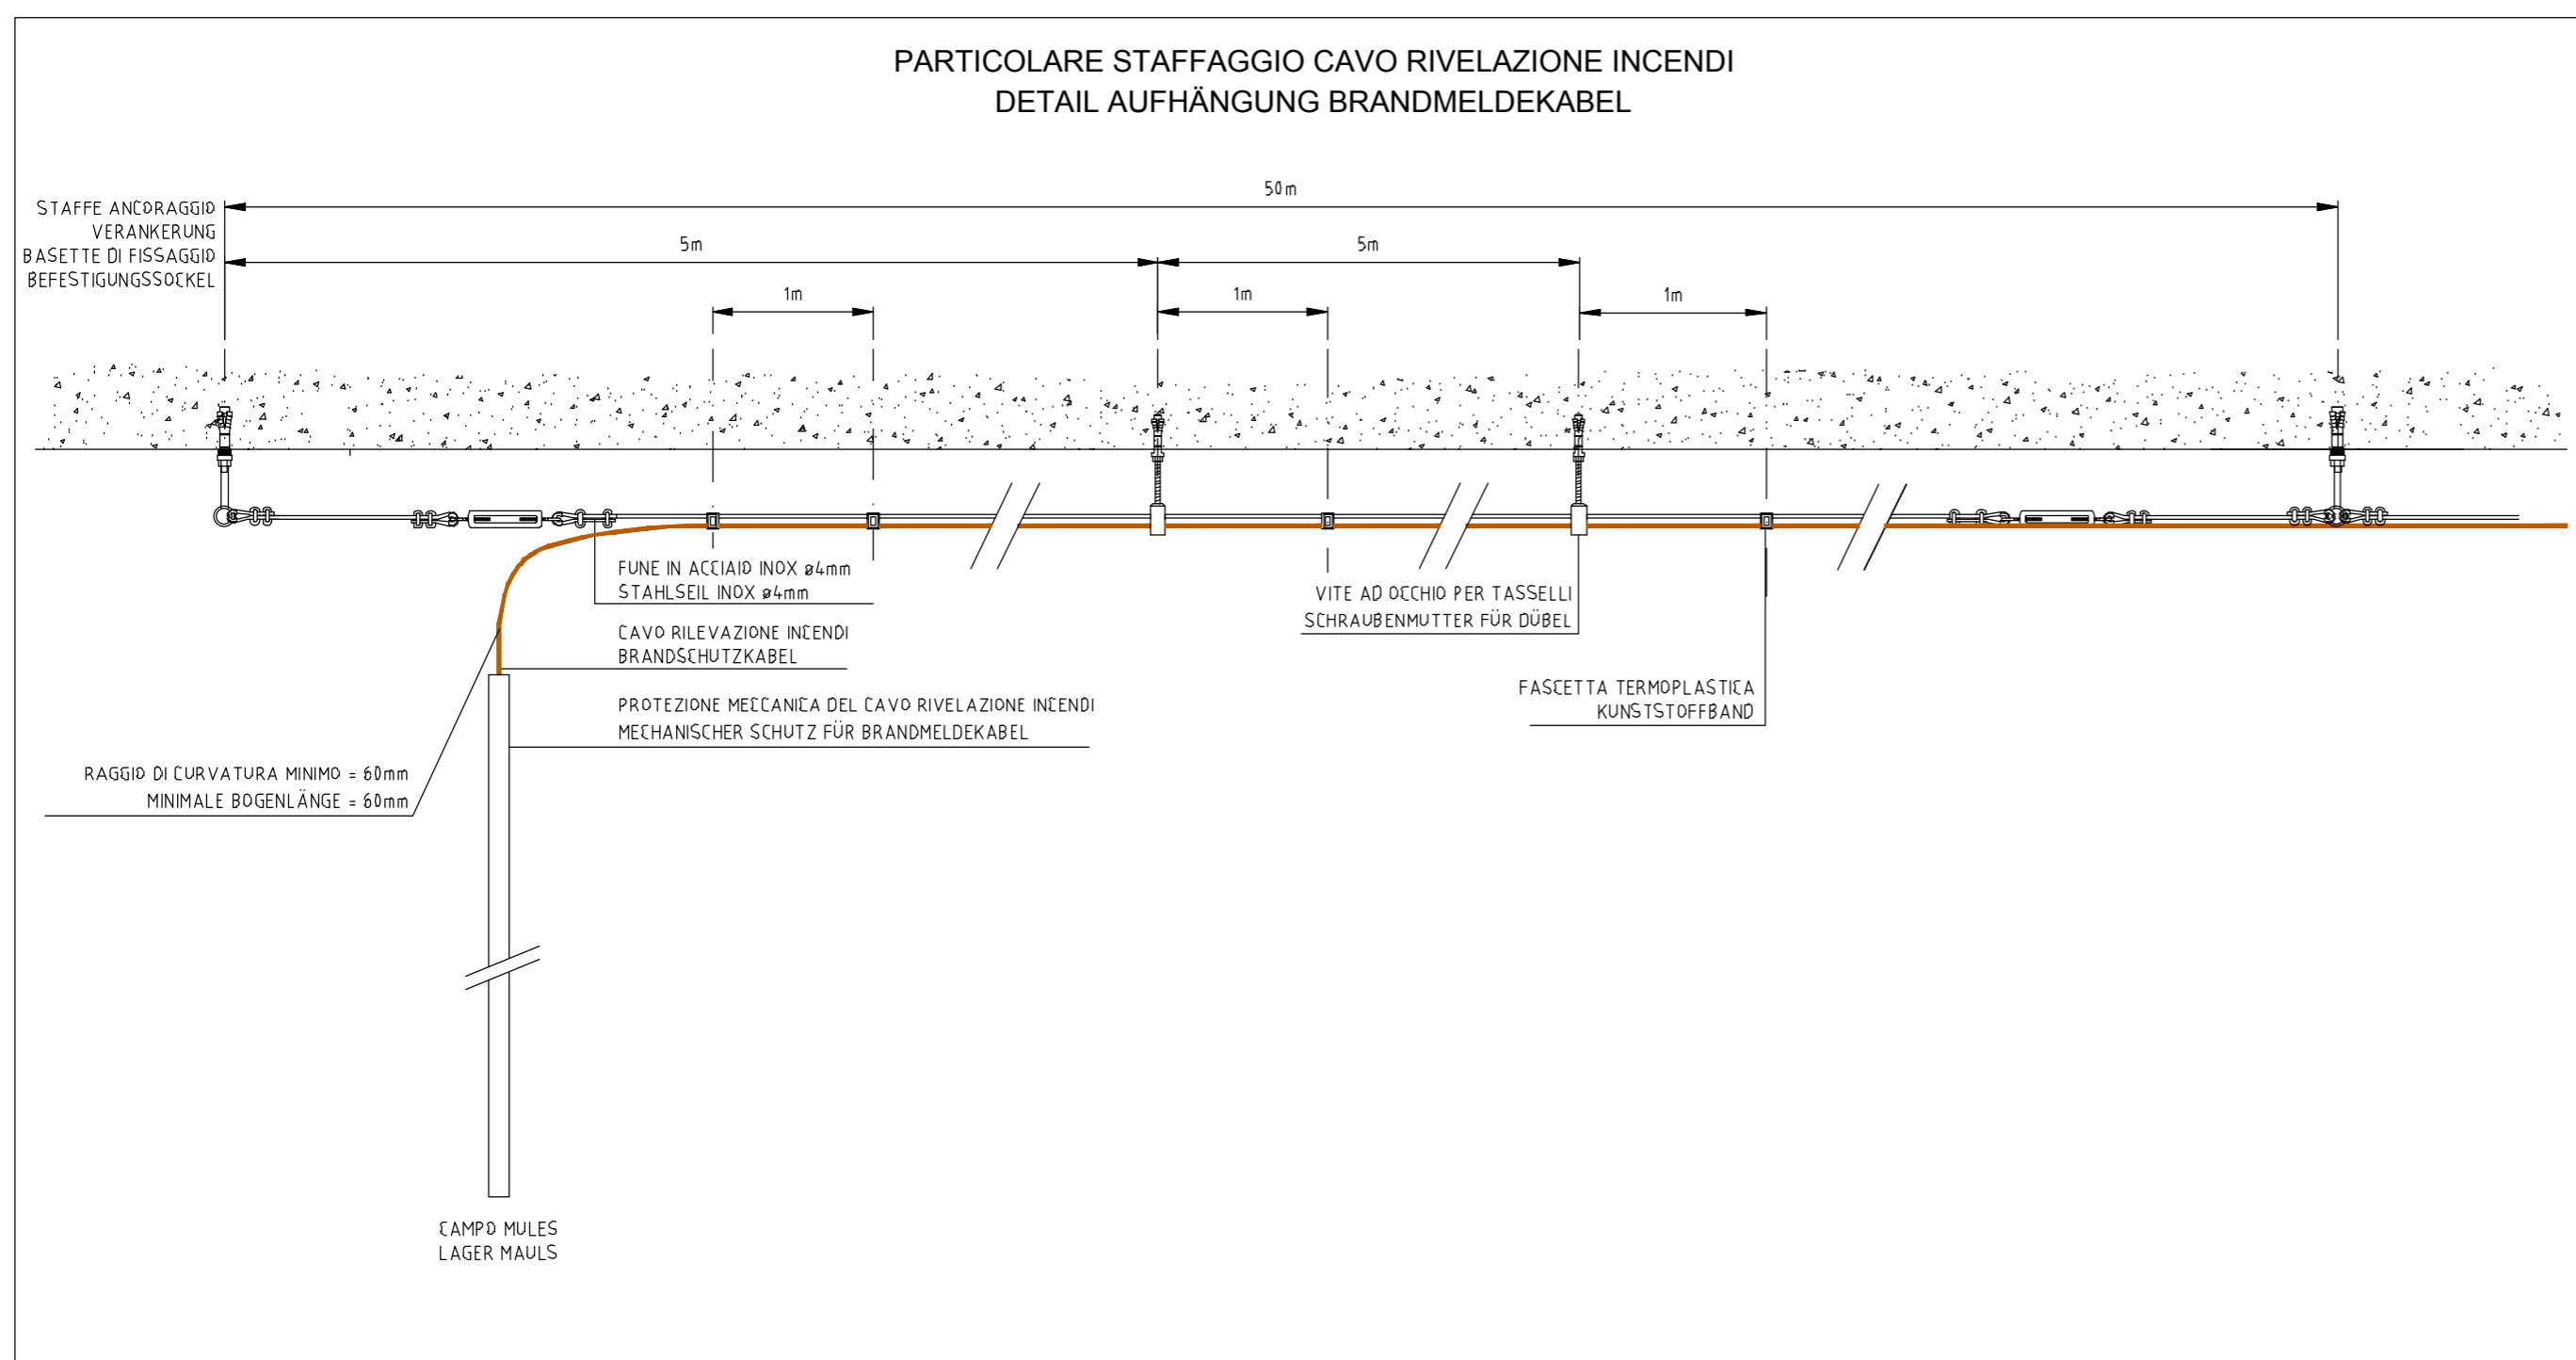 PARTICOLARE STAFFAGGIO CAVO RIVELAZIONE INCENDI
DETAIL AUFHÄNGUNG BRANDMELDEKABEL
50m
STAFFE ANCORAGGIO
VERANKERUNG
BASETTE DI FISSAGGIO
BEFESTIGUNGSSOCKEL
5m
5m
1m
1m
1m
FUNE IN ACCIAIO INOX ø4mm
STAHLSEIL INOX ø4mm
VITE AD OCCHIO PER TASSELLI
SCHRAUBENMUTTER FÜR DÜBEL
CAVO RILEVAZIONE INCENDI
BRANDSCHUTZKABEL
FASCETTA TERMOPLASTICA
KUNSTSTOFFBAND
PROTEZIONE MECCANICA DEL CAVO RIVELAZIONE INCENDI
MECHANISCHER SCHUTZ FÜR BRANDMELDEKABEL
RAGGIO DI CURVATURA MINIMO = 60mm
MINIMALE BOGENLÄNGE = 60mm
CAMPO MULES
LAGER MAULS